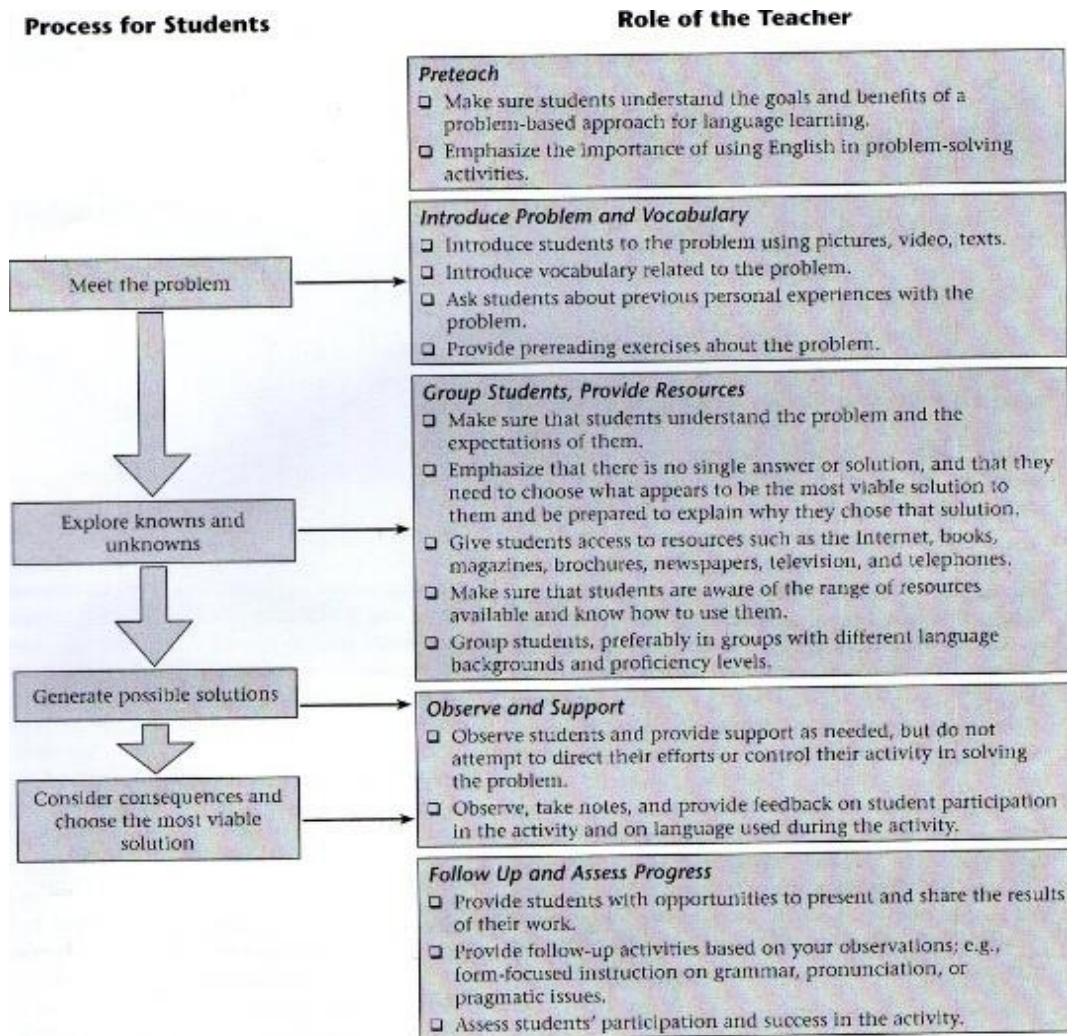 Process for Students
Role of the Teacher
Preteach
❑ Make sure students understand the goals and benefits of a
problem-based approach for language learning.
❑ Emphasize the importance of using English in problem-solving
activities.
Meet the problem
Introduce Problem and Vocabulary
❑ Introduce students to the problem using pictures, video, texts.
❑ Introduce vocabulary related to the problem.
❑ Ask students about previous personal experiences with the
problem.
❑ Provide prereading exercises about the problem.
Explore knowns and
unknowns
Group Students, Provide Resources
❑ Make sure that students understand the problem and the
expectations of them.
❑ Emphasize that there is no single answer or solution, and that they
need to choose what appears to be the most viable solution to
them and be prepared to explain why they chose that solution.
❑ Give students access to resources such as the Internet, books,
magazines, brochures, newspapers, television, and telephones.
❑ Make sure that students are aware of the range of resources
available and know how to use them.
❑ Group students, preferably in groups with different language
backgrounds and proficiency levels.
Generate possible solutions
Consider consequences and
choose the most viable
solution
Observe and Support
❑ Observe students and provide support as needed, but do not
attempt to direct their efforts or control their activity in solving
the problem.
❑ Observe, take notes, and provide feedback on student participation
in the activity and on language used during the activity.
Follow Up and Assess Progress
❑ Provide students with opportunities to present and share the results
of their work.
❑ Provide follow-up activities based on your observations; e.g.,
form-focused instruction on grammar, pronunciation, or
pragmatic issues.
❑ Assess students' participation and success in the activity.